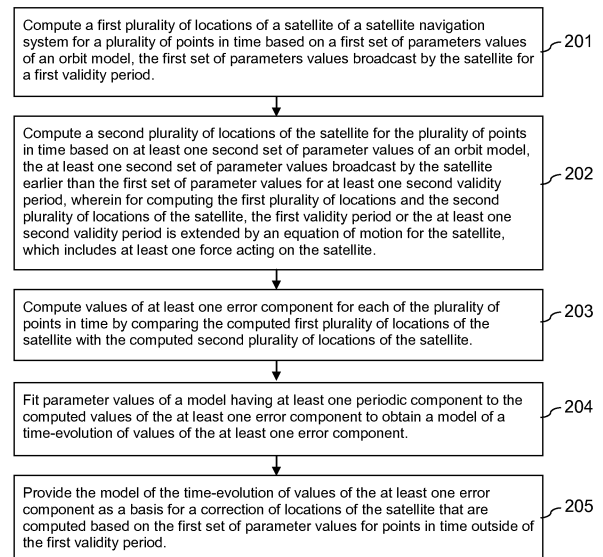 Compute a first plurality of locations of a satellite of a satellite navigation
system for a plurality of points in time based on a first set of parameters values
of an orbit model, the first set of parameters values broadcast by the satellite for
a first validity period.
201
Compute a second plurality of locations of the satellite for the plurality of points
in time based on at least one second set of parameter values of an orbit model,
the at least one second set of parameter values broadcast by the satellite
earlier than the first set of parameter values for at least one second validity
period, wherein for computing the first plurality of locations and the second
plurality of locations of the satellite, the first validity period or the at least one
second validity period is extended by an equation of motion for the satellite,
which includes at least one force acting on the satellite.
202
Compute values of at least one error component for each of the plurality of
points in time by comparing the computed first plurality of locations of the
satellite with the computed second plurality of locations of the satellite.
203
Fit parameter values of a model having at least one periodic component to the
computed values of the at least one error component to obtain a model of a
time-evolution of values of the at least one error component.
204
Provide the model of the time-evolution of values of the at least one error
component as a basis for a correction of locations of the satellite that are
computed based on the first set of parameter values for points in time outside of
the first validity period.
205